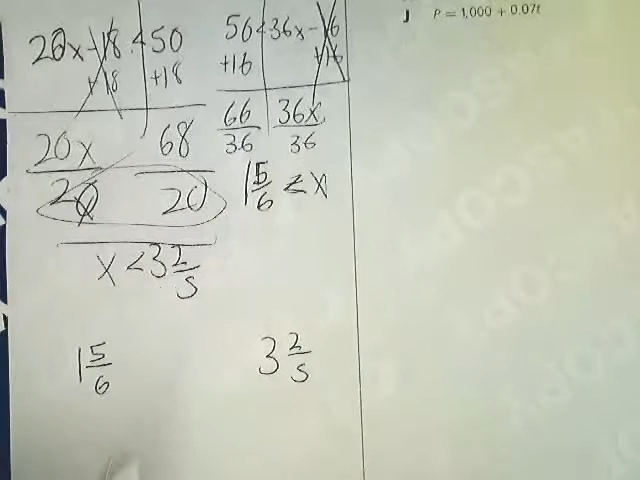 20x-18<50
+18 +18
20x 68
20 20
x<3 2/5
50<36x-16
+16 +16
66 36x
36 36
1 5/6 < x
1 5/6 3 2/5
J P = 1,000 + 0.07t